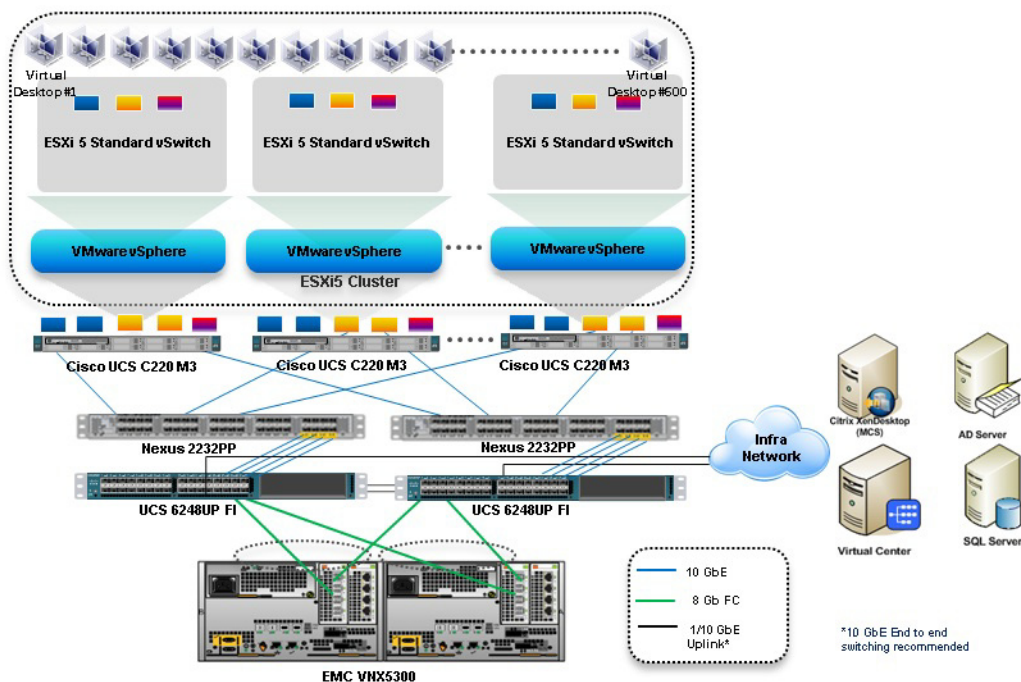 Virtual
Desktop #1
Virtual
Desktop #600
ESXi 5 Standard vSwitch
ESXi 5 Standard vSwitch
ESXi 5 Standard vSwitch
VMware vSphere
VMware vSphere
VMware vSphere
ESXi5 Cluster
Cisco UCS C220 M3
Cisco UCS C220 M3
Cisco UCS C220 M3
Nexus 2232PP
Nexus 2232PP
Infra
Network
Citrix XenDesktop
(MCS)
AD Server
UCS 6248UP FI
UCS 6248UP FI
Virtual Center
SQL Server
10 GbE
8 Gb FC
1/10 GbE
Uplink*
*10 GbE End to end
switching recommended
EMC VNX5300